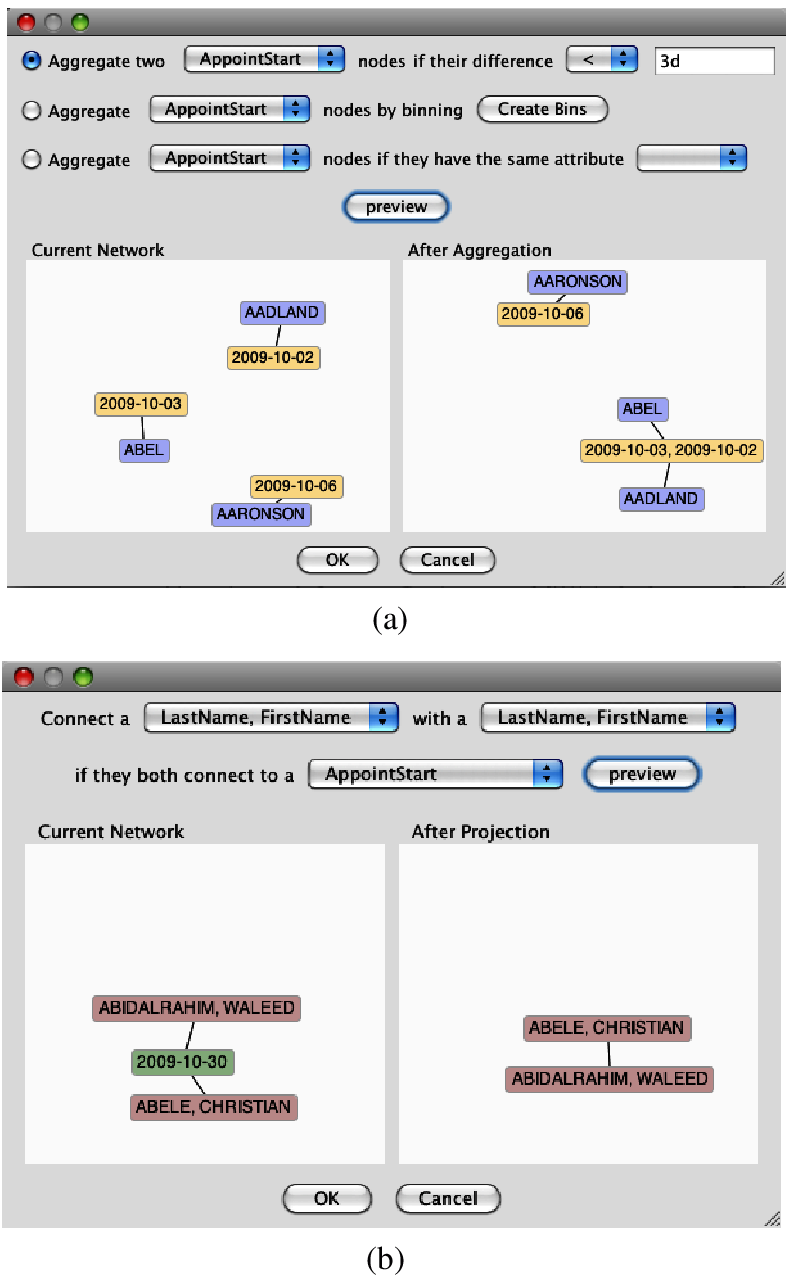 Aggregate two AppointStart nodes if their difference < 3d
Aggregate AppointStart nodes by binning Create Bins
Aggregate AppointStart nodes if they have the same attribute
preview
Current Network After Aggregation
AADLAND
2009-10-02
2009-10-03
ABEL
2009-10-06
AARONSON
AARONSON
2009-10-06
ABEL
2009-10-03, 2009-10-02
AADLAND
OK Cancel
(a)
Connect a LastName, FirstName with a LastName, FirstName
if they both connect to a AppointStart preview
Current Network After Projection
ABIDALRAHIM, WALEED
2009-10-30
ABELE, CHRISTIAN
ABELE, CHRISTIAN
ABIDALRAHIM, WALEED
OK Cancel
(b)